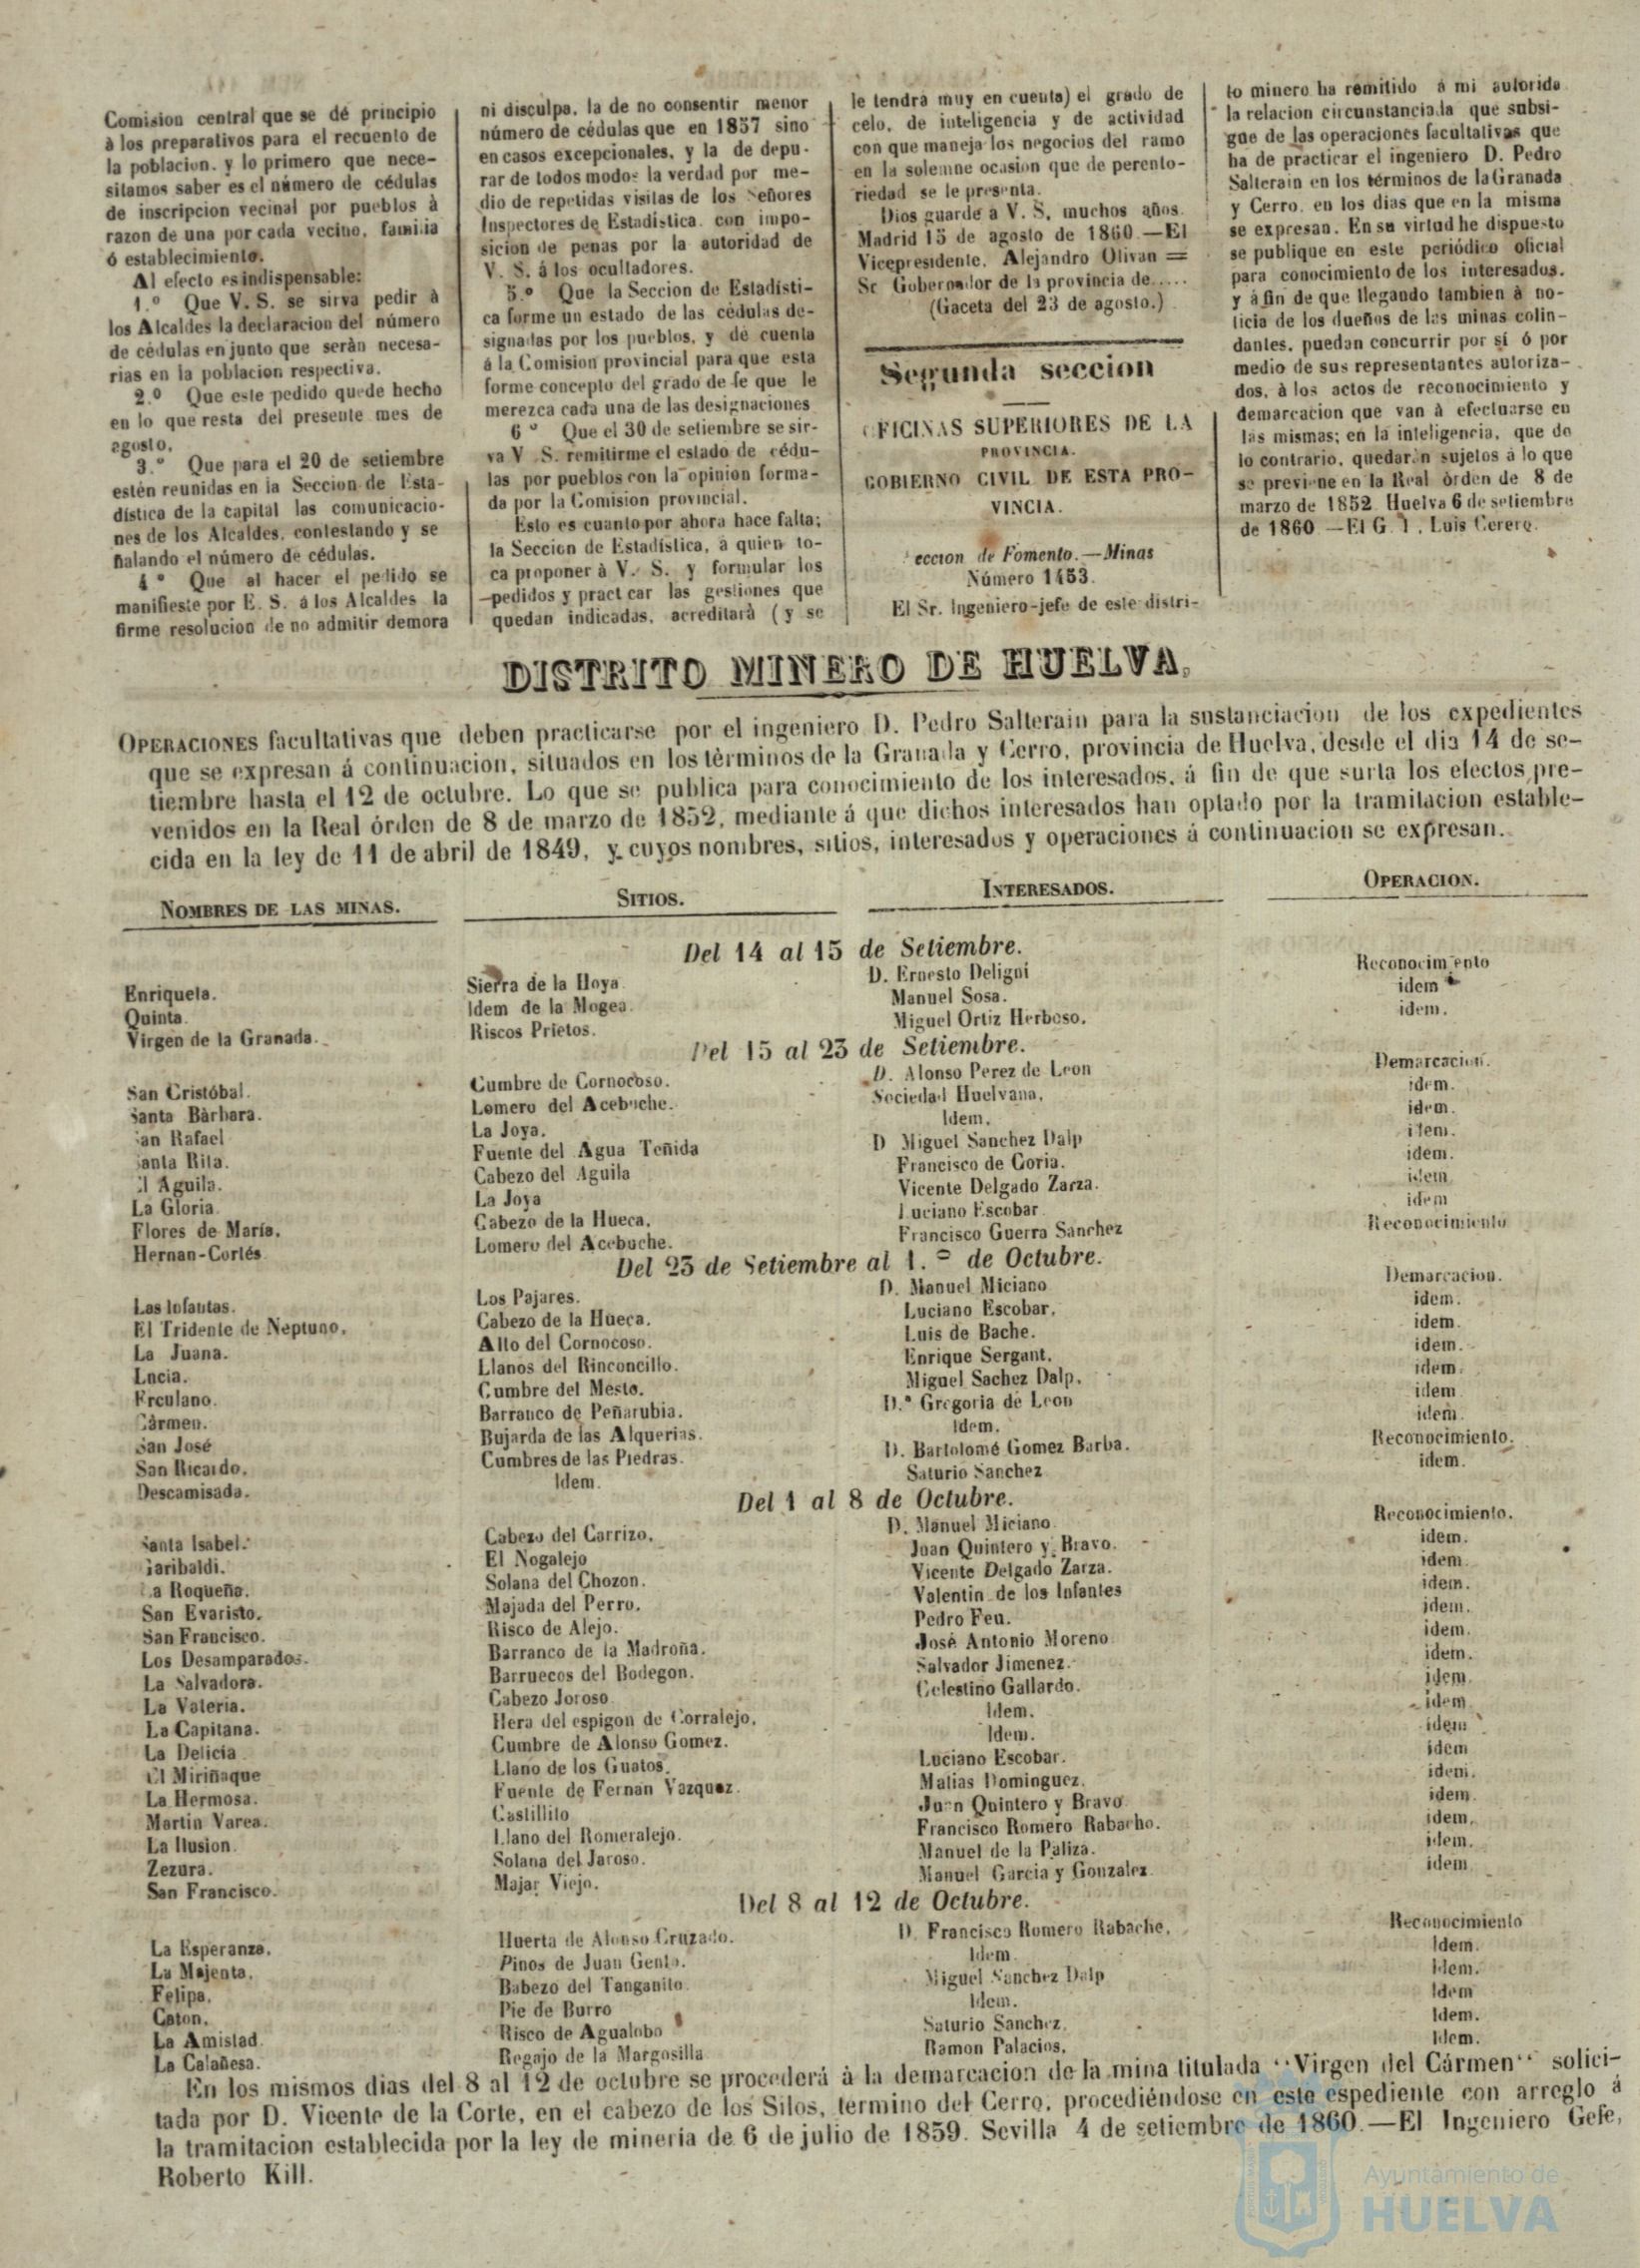 Comision central que se dé principio
à los preparativos para el recuento de
la poblacion. y lo primero que nece-
sitamos saber es el número de cédulas
de inscripcion vecinal por pueblos à
razon de una por cada vecino, familia
ó establecimiento.
Al efecto es indispensable:
1.º Que V. S. se sirva pedir à
los Alcaldes la declaracion del número
de cédulas en junto que seràn necesa-
rias en la poblacion respectiva.
2.º Que este pedido quede hecho
en lo que resta del presente mes de
agosto.
3.º Que para el 20 de setiembre
estén reunidas en la Seccion de Esta-
dística de la capital las comunicacio-
nes de los Alcaldes, contestando y se
ñalando el número de cédulas.
4º Que al hacer el pedido se
manifieste por E. S. á los Alcaldes la
firme resolucion de no admitir demora
ni disculpa, la de no consentir menor
número de cédulas que en 1857 sino
en casos excepcionales, y la de depu-
rar de todos modos la verdad por me-
dio de repetidas visitas de los Señores
Inspectores de Estadística con impo-
sicion de penas por la autoridad de
V. S. á los ocultadores.
5.º Que la Seccion de Estadísti-
ca forme un estado de las cédulas de-
signadas por los pueblos, y dé cuenta
á la Comision provincial para que esta
forme concepto del grado de fe que le
merezca cada una de las designaciones
6º Que el 30 de setiembre se sir-
va V. S. remitirme el estado de cédu-
las por pueblos con la opinion forma-
da por la Comision provincial.
Esto es cuanto por ahora hace falta;
la Seccion de Estadística, à quien to-
ca proponer à V. S. y formular los
pedidos y practicar las gestiones que
quedan indicadas, acreditará (y se
le tendrá muy en cuenta) el grado de
celo, de inteligencia y de actividad
con que maneja los negocios del ramo
en la solemne ocasion que de perento-
riedad se le presenta.
Dios guarde a V. S. muchos años.
Madrid 15 de agosto de 1860.—El
Vicepresidente, Alejandro Olivan =
Sr Gobernador de la provincia de.....
(Gaceta del 23 de agosto.)
Segunda seccion
OFICINAS SUPERIORES DE LA
PROVINCIA.
GOBIERNO CIVIL DE ESTA PRO-
VINCIA.
eccion de Fomento.—Minas
Número 1453.
El Sr. Ingeniero-jefe de este distri-
to minero ha remitido á mi autorida
la relacion circunstanciada que subsi-
gue de las operaciones facultativas que
ha de practicar el ingeniero D. Pedro
Salterain en los términos de la Granada
y Cerro, en los dias que en la misma
se expresan. En su virtud he dispuesto
se publique en este periódico oficial
para conocimiento de los interesados.
y à fin de que llegando tambien à no-
ticia de los dueños de las minas colin-
dantes, puedan concurrir por sí ó por
medio de sus representantes autoriza-
dos, à los actos de reconocimiento y
demarcacion que van à efectuarse en
las mismas; en la inteligencia, que de
lo contrario, quedarán sujetos á lo que
se previene en la Real órden de 8 de
marzo de 1852. Huelva 6 de setiembre
de 1860.—El G. I., Luis Cerero.
DISTRITO MINERO DE HUELVA.
OPERACIONES facultativas que deben practicarse por el ingeniero D. Pedro Salterain para la sustanciacion de los expedientes
que se expresan á continuacion, situados en los términos de la Granada y Cerro, provincia de Huelva, desde el dia 14 de se-
tiembre hasta el 12 de octubre. Lo que se publica para conocimiento de los interesados, á fin de que surta los efectos pre-
venidos en la Real órden de 8 de marzo de 1852, mediante á que dichos interesados han optado por la tramitacion estable-
cida en la ley de 11 de abril de 1849, y cuyos nombres, sitios, interesados y operaciones á continuacion se expresan.
NOMBRES DE LAS MINAS. SITIOS. INTERESADOS. OPERACION.
Del 14 al 15 de Setiembre.
Enriqueta. Sierra de la Hoya D. Ernesto Deligni Reconocimiento
Quinta. Idem de la Mogea. Manuel Sosa. idem
Virgen de la Granada. Riscos Prietos. Miguel Ortiz Herboso. idem.
Del 15 al 23 de Setiembre.
San Cristóbal. Cumbre de Cornocoso. D. Alonso Perez de Leon Demarcacion.
Santa Bàrbara. Lomero del Acebuche. Sociedad Huelvana. idem.
San Rafael La Joya. Idem. idem.
Santa Rita. Fuente del Agua Teñida D Miguel Sanchez Dalp idem.
El Aguila. Cabezo del Aguila Francisco de Coria. idem.
La Gloria. La Joya Vicente Delgado Zarza. idem
Flores de María. Cabezo de la Hueca. Luciano Escobar idem
Hernan-Cortés Lomero del Acebuche. Francisco Guerra Sanchez Reconocimiento
Del 23 de Setiembre al 1.º de Octubre.
Las Infantas. Los Pajares. D. Manuel Miciano Demarcacion.
El Tridente de Neptuno. Cabezo de la Hueca. Luciano Escobar. idem.
La Juana. Alto del Cornocoso. Luis de Bache. idem.
Lncia. Llanos del Rinconcillo. Enrique Sergant. idem.
Erculano. Cumbre del Mesto. Miguel Sachez Dalp. idem.
Cármen. Barranco de Peñarubia. D.ª Gregoria de Leon idem
San José Bujarda de las Alquerias. Idem. idem.
San Ricardo. Cumbres de las Piedras. D. Bartolomé Gomez Barba. Reconocimiento.
Descamisada. Idem. Saturio Sanchez idem.
Del 1 al 8 de Octubre.
Santa Isabel. Cabezo del Carrizo. D. Manuel Miciano Reconocimiento.
Garibaldi. El Nogalejo Juan Quintero y Bravo. idem.
La Roqueña. Solana del Chozon. Vicente Delgado Zarza. idem.
San Evaristo. Majada del Perro. Valentin de los Infantes idem.
San Francisco. Risco de Alejo. Pedro Feu. idem.
Los Desamparados. Barranco de la Madroña. José Antonio Moreno idem.
La Salvadora. Barruecos del Bodegon. Salvador Jimenez. idem.
La Valeria. Cabezo Joroso Celestino Gallardo. idem.
La Capitana. Hera del espigon de Corralejo. Idem. idem
La Delicia Cumbre de Alonso Gomez. Idem. idem
El Miriñaque Llano de los Guatos. Luciano Escobar. idem
La Hermosa. Fuente de Fernan Vazquez. Matias Dominguez. idem.
Martin Varea. Castillito Juan Quintero y Bravo idem.
La Ilusion Llano del Romeralejo. Francisco Romero Rabacho. idem.
Zezura. Solana del Jaroso. Manuel de la Paliza. idem.
San Francisco. Majar Viejo. Manuel Garcia y Gonzalez idem
Del 8 al 12 de Octubre.
La Esperanza. Huerta de Alonso Cruzado. D. Francisco Romero Rabache. Reconocimiento
La Majenta. Pinos de Juan Gento. Idem Idem.
Felipa. Babezo del Tanganito Miguel Sanchez Dalp Idem.
Caton. Pie de Burro Idem. Idem
La Amistad Risco de Agualobo Saturio Sanchez. Idem.
La Calañesa. Regajo de la Margosilla Ramon Palacios. Idem.
En los mismos dias del 8 al 12 de octubre se procederá à la demarcacion de la mina titulada "Virgen del Cármen" solici-
tada por D. Vicente de la Corte, en el cabezo de los Silos, término del Cerro, procediéndose en este espediente con arreglo á
la tramitacion establecida por la ley de minería de 6 de julio de 1859. Sevilla 4 de setiembre de 1860.—El Ingeniero Gefe,
Roberto Kill.
Ayuntamiento de
HUELVA